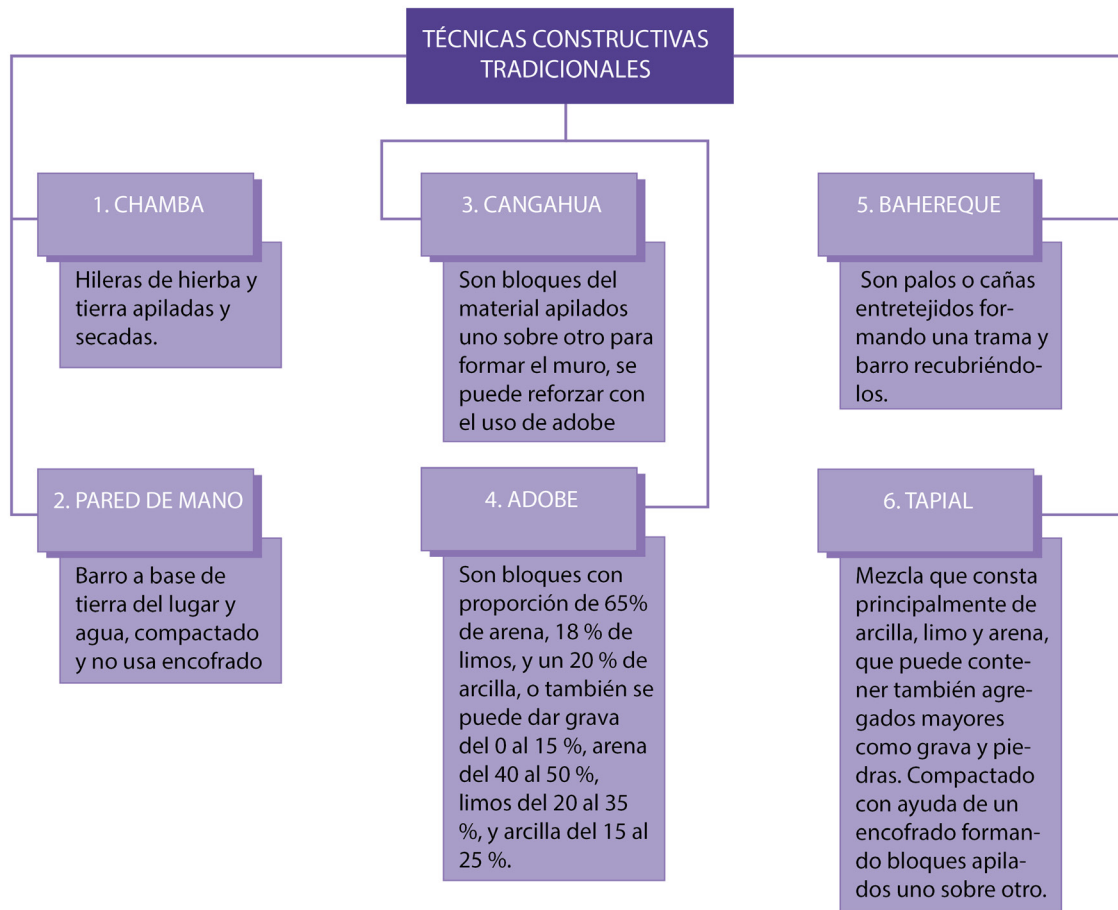 TÉCNICAS CONSTRUCTIVAS
TRADICIONALES
1. CHAMBA
Hileras de hierba y
tierra apiladas y
secadas.
2. PARED DE MANO
Barro a base de
tierra del lugar y
agua, compactado
y no usa encofrado
3. CANGAHUA
Son bloques del
material apilados
uno sobre otro para
formar el muro, se
puede reforzar con
el uso de adobe
4. ADOBE
Son bloques con
proporción de 65%
de arena, 18 % de
limos, y un 20 % de
arcilla, o también se
puede dar grava
del 0 al 15 %, arena
del 40 al 50 %,
limos del 20 al 35
%, y arcilla del 15 al
25 %.
5. BAHEREQUE
Son palos o cañas
entretejidos for-
mando una trama y
barro recubriéndo-
los.
6. TAPIAL
Mezcla que consta
principalmente de
arcilla, limo y arena,
que puede conte-
ner también agre-
gados mayores
como grava y pie-
dras. Compactado
con ayuda de un
encofrado forman-
do bloques apila-
dos uno sobre otro.